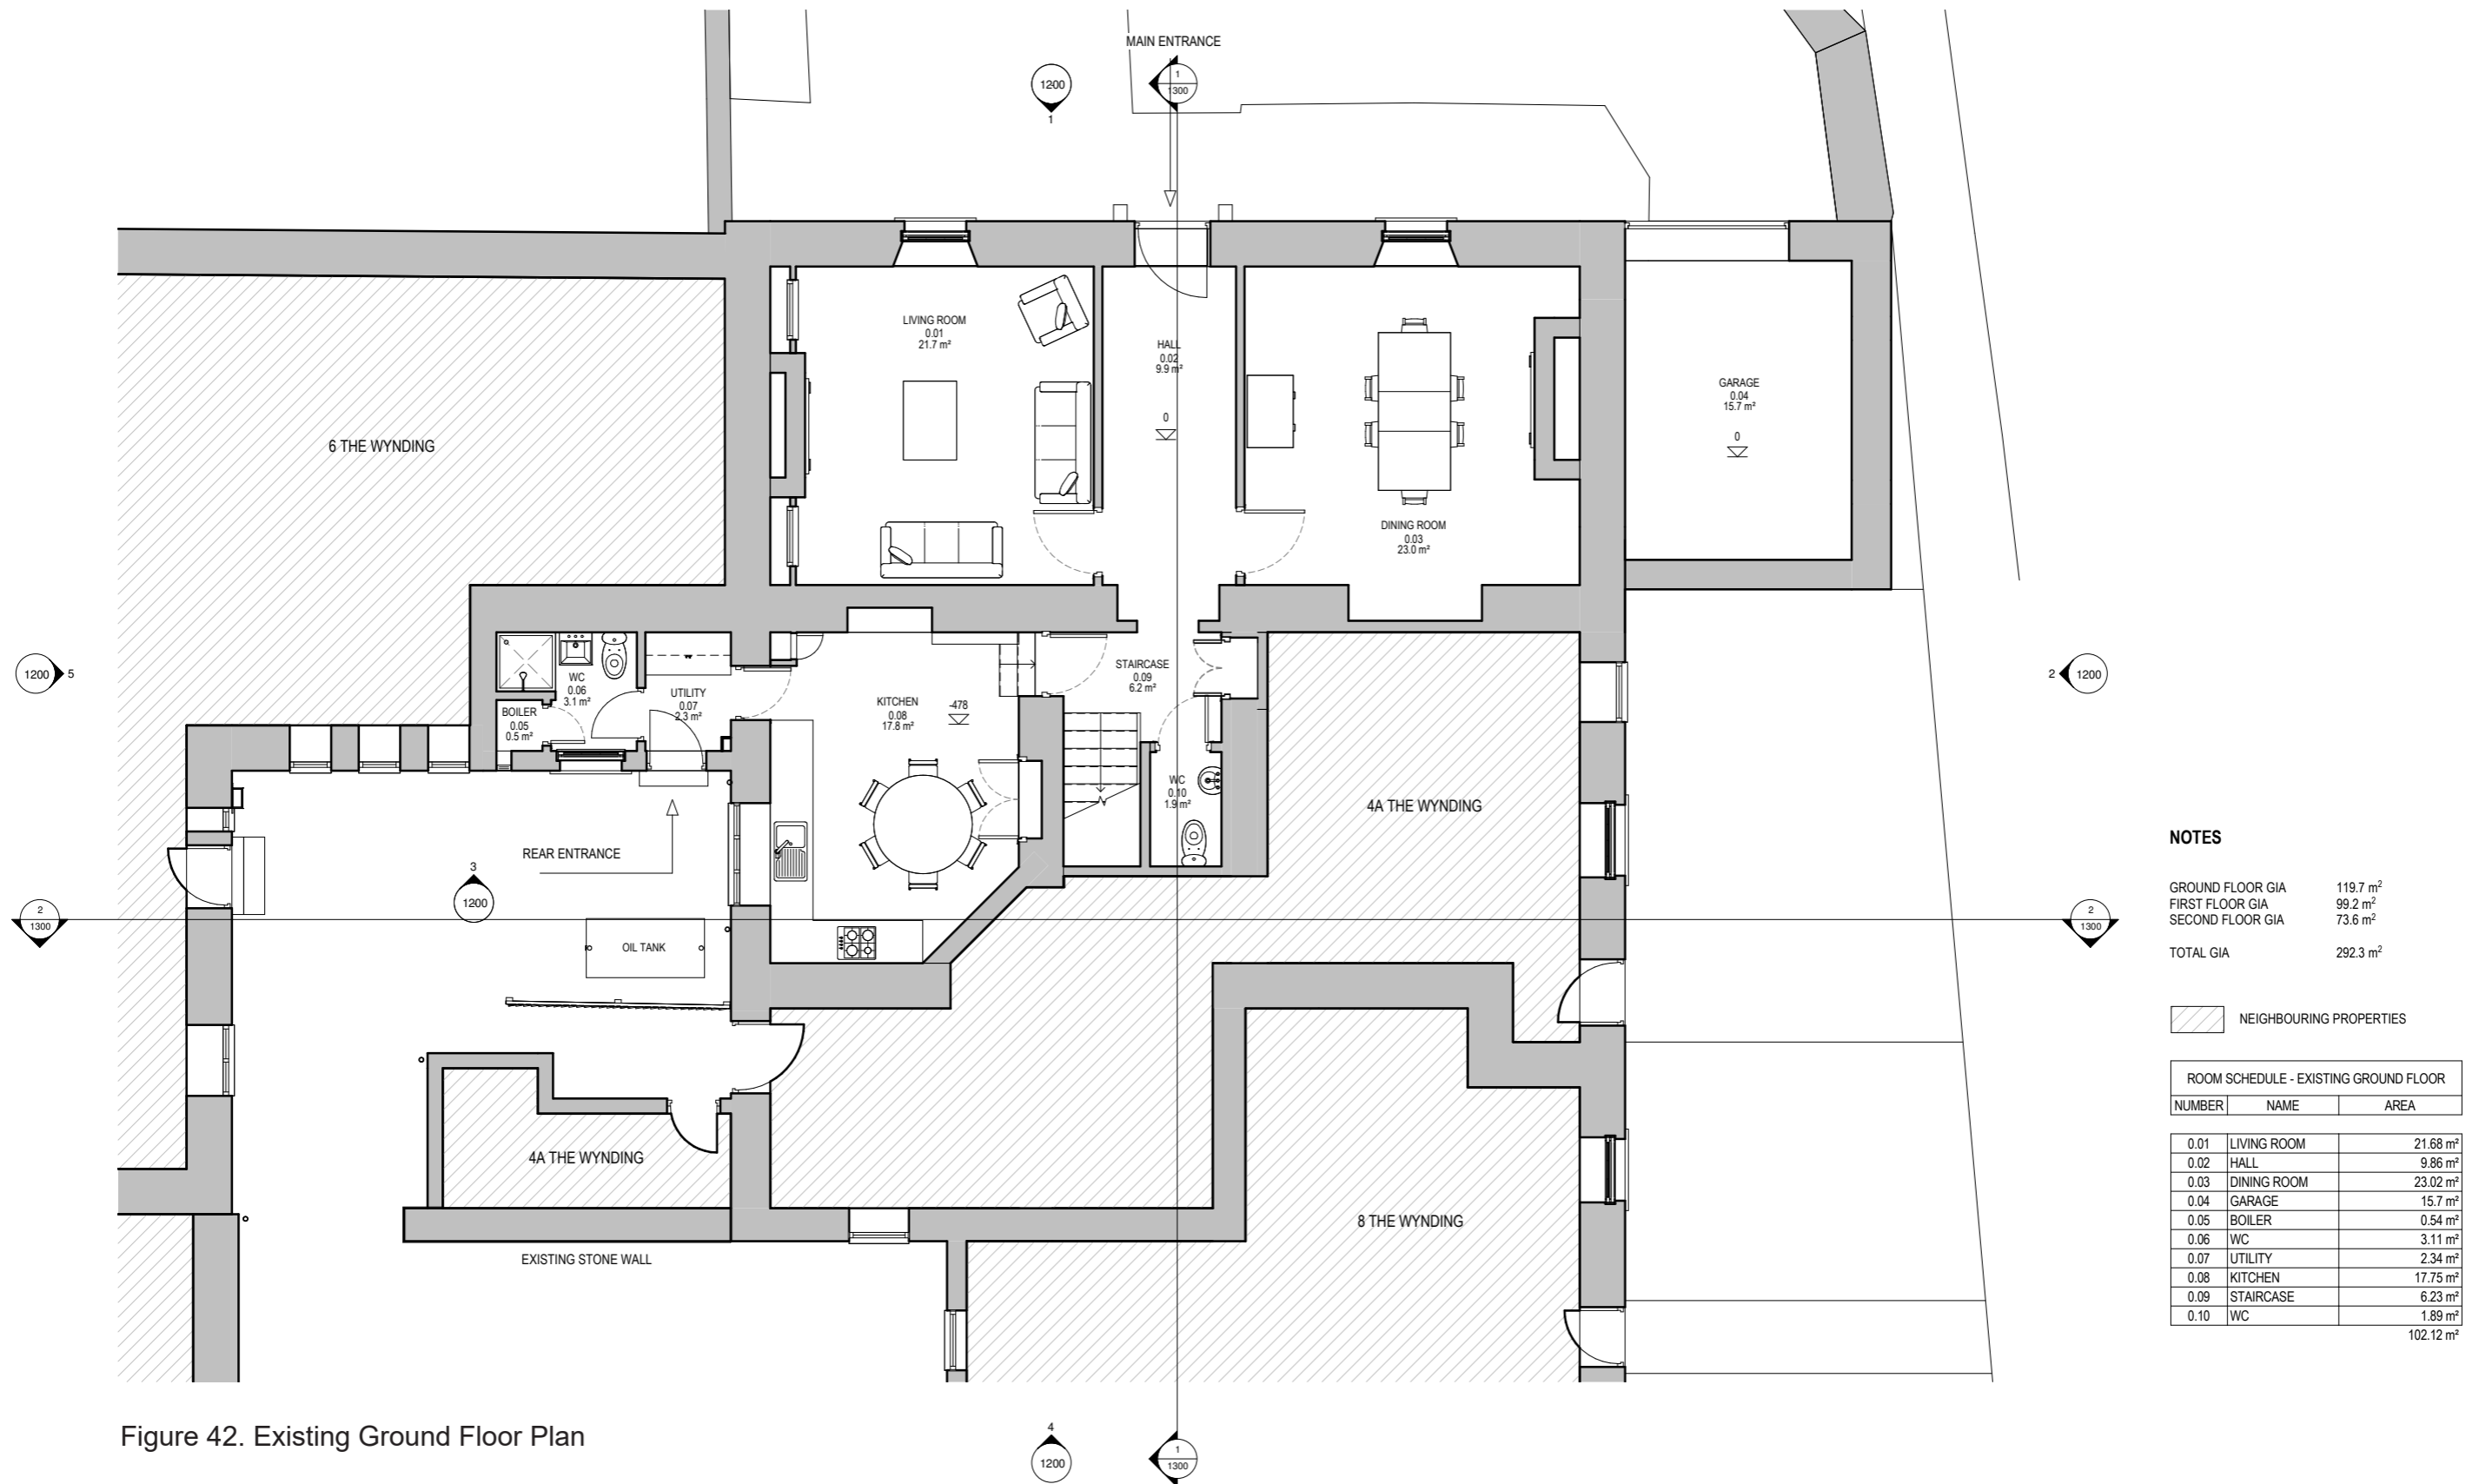 MAIN ENTRANCE
1200
1
1
1300
LIVING ROOM
0.01
21.7 m²
HALL
0.02
9.9 m²
0
GARAGE
0.04
15.7 m²
0
6 THE WYNDING
DINING ROOM
0.03
23.0 m²
1200
5
WC
0.06
3.1 m²
BOILER
0.05
0.5 m²
UTILITY
0.07
2.3 m²
KITCHEN
0.08
17.8 m²
-478
STAIRCASE
0.09
6.2 m²
2
1200
WC
0.10
1.9 m²
4A THE WYNDING
REAR ENTRANCE
3
1200
2
1300
OIL TANK
2
1300
4A THE WYNDING
8 THE WYNDING
EXISTING STONE WALL
NOTES
GROUND FLOOR GIA 119.7 m²
FIRST FLOOR GIA 99.2 m²
SECOND FLOOR GIA 73.6 m²
TOTAL GIA 292.3 m²
NEIGHBOURING PROPERTIES
ROOM SCHEDULE - EXISTING GROUND FLOOR
NUMBER NAME AREA
0.01 LIVING ROOM 21.68 m²
0.02 HALL 9.86 m²
0.03 DINING ROOM 23.02 m²
0.04 GARAGE 15.7 m²
0.05 BOILER 0.54 m²
0.06 WC 3.11 m²
0.07 UTILITY 2.34 m²
0.08 KITCHEN 17.75 m²
0.09 STAIRCASE 6.23 m²
0.10 WC 1.89 m²
102.12 m²
Figure 42. Existing Ground Floor Plan
4
1200
1
1300